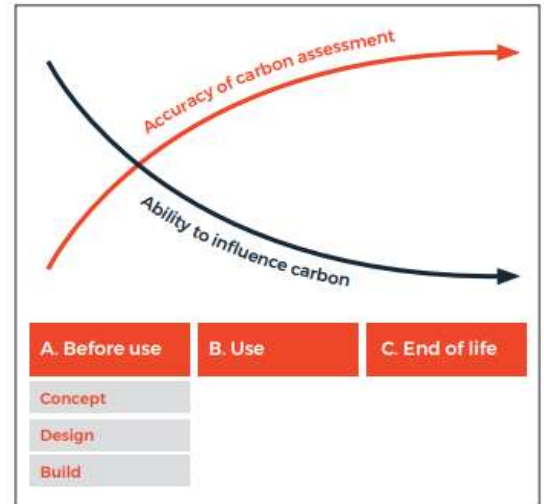 Accuracy of carbon assessment
Ability to influence carbon
A. Before use
B. Use
C. End of life
Concept
Design
Build